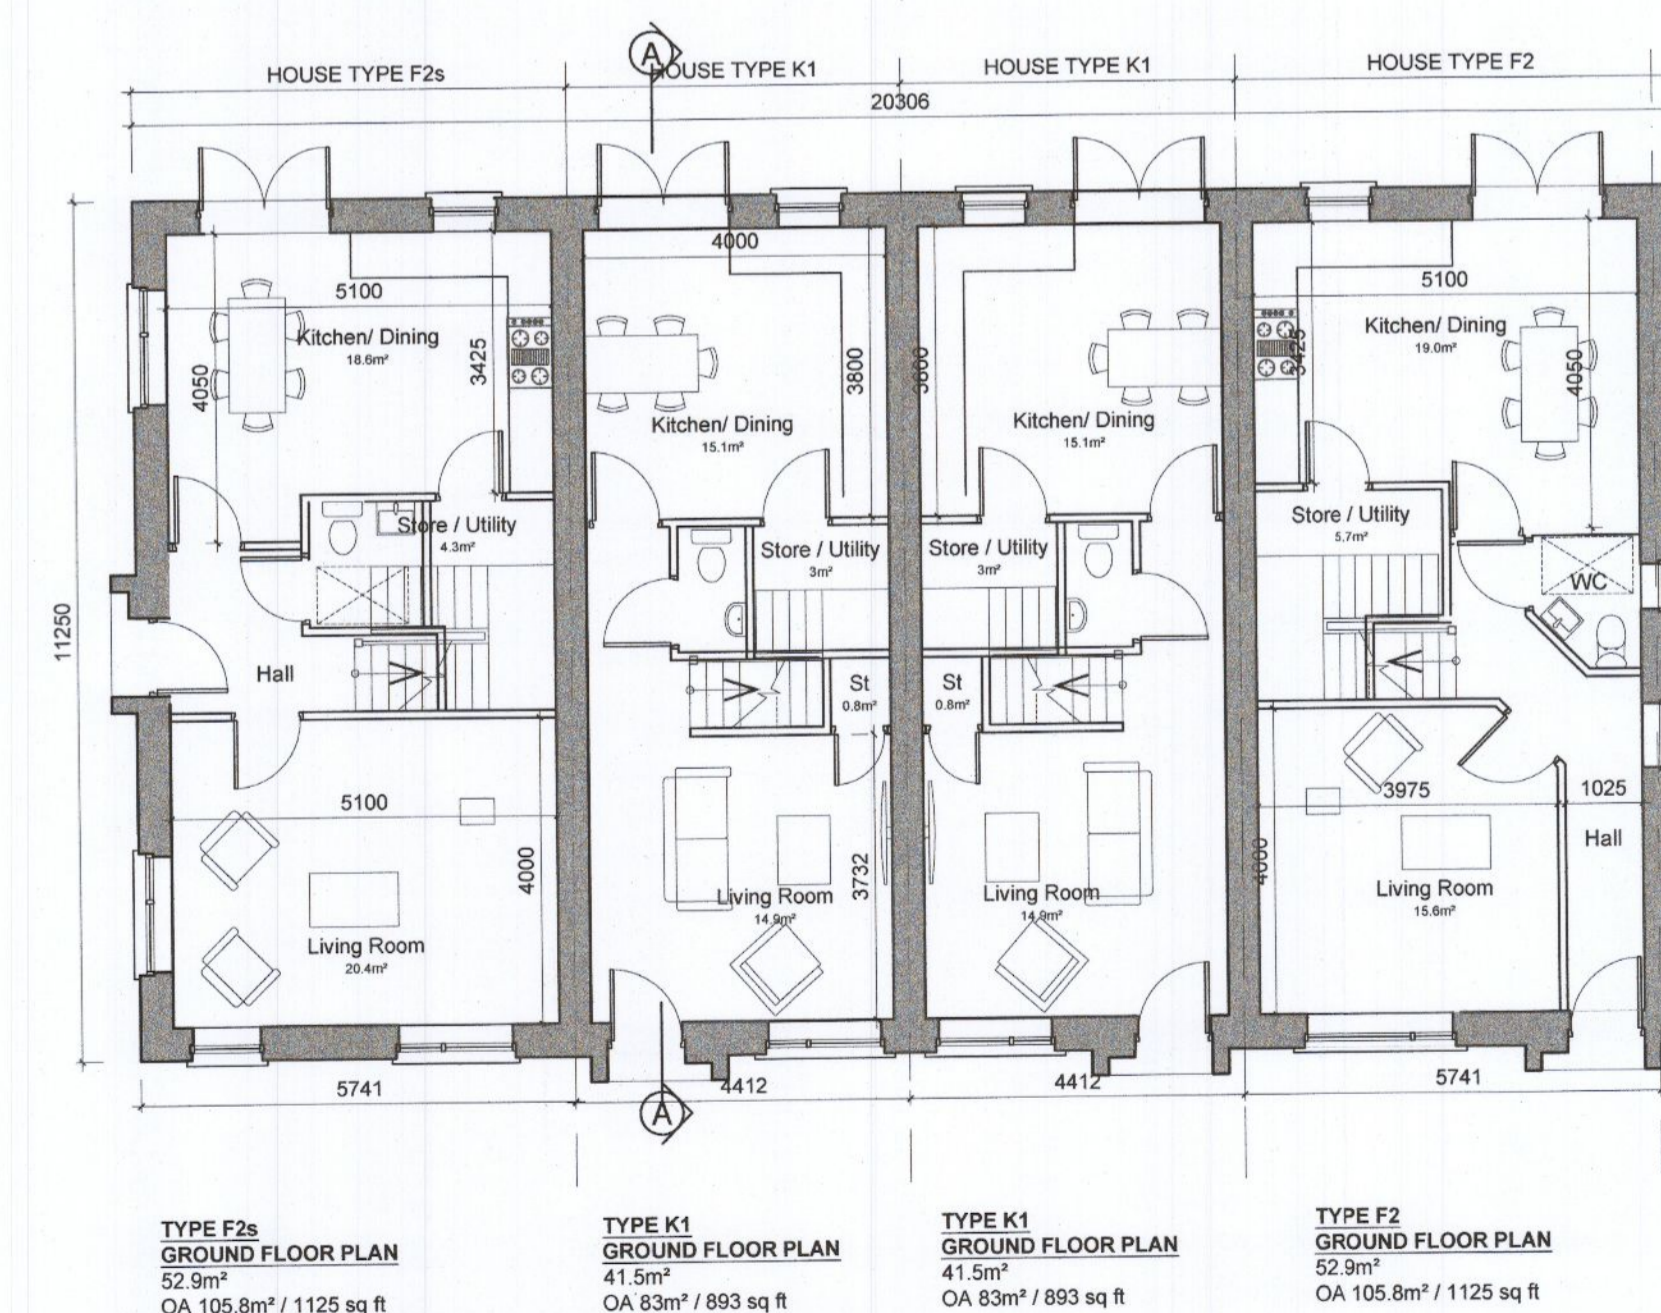 A
HOUSE TYPE F2s
HOUSE TYPE K1
HOUSE TYPE K1
HOUSE TYPE F2
20306
11250
5100
Kitchen/ Dining
18.6m²
4050
3425
Store / Utility
4.3m²
Hall
5100
4000
Living Room
20.4m²
4000
Kitchen/ Dining
15.1m²
3800
Store / Utility
3m²
St
0.8m²
3732
Living Room
14.9m²
3800
Kitchen/ Dining
15.1m²
Store / Utility
3m²
St
0.8m²
Living Room
14.9m²
5100
Kitchen/ Dining
19.0m²
3425
4050
Store / Utility
5.7m²
WC
3975
1025
Hall
4000
Living Room
15.6m²
5741
4412
4412
5741
A
TYPE F2s
GROUND FLOOR PLAN
52.9m²
OA 105.8m² / 1125 sq ft
TYPE K1
GROUND FLOOR PLAN
41.5m²
OA 83m² / 893 sq ft
TYPE K1
GROUND FLOOR PLAN
41.5m²
OA 83m² / 893 sq ft
TYPE F2
GROUND FLOOR PLAN
52.9m²
OA 105.8m² / 1125 sq ft